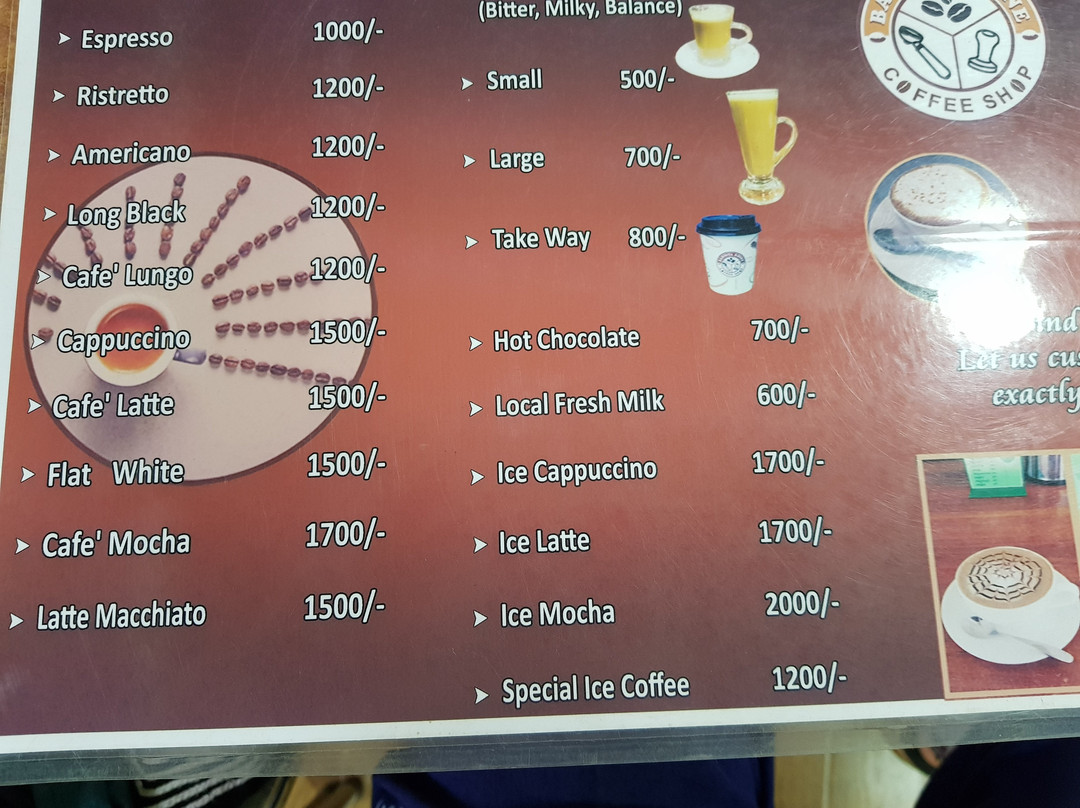 Espresso 1000/-
Ristretto 1200/-
Americano 1200/-
Long Black 1200/-
Cafe' Lungo 1200/-
Cappuccino 1500/-
Cafe' Latte 1500/-
Flat White 1500/-
Cafe' Mocha 1700/-
Latte Macchiato 1500/-
(Bitter, Milky, Balance)
Small 500/-
Large 700/-
Take Way 800/-
Hot Chocolate 700/-
Local Fresh Milk 600/-
Ice Cappuccino 1700/-
Ice Latte 1700/-
Ice Mocha 2000/-
Special Ice Coffee 1200/-
COFFEE SHOP
Let us
exactly